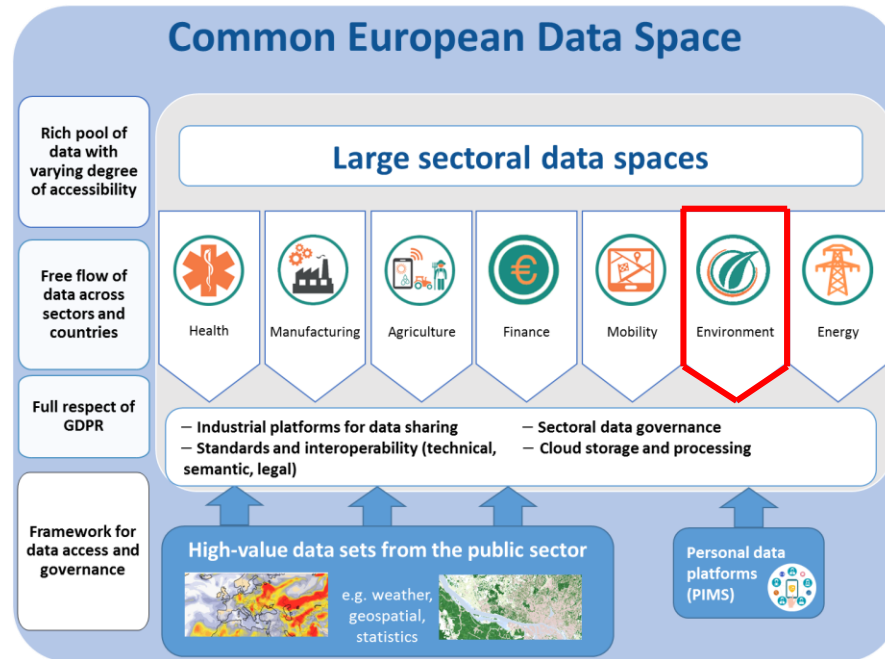 Common European Data Space
Rich pool of
data with
varying degree
of accessibility
Free flow of
data across
sectors and
countries
Full respect of
GDPR
Framework for
data access and
governance
Large sectoral data spaces
Health
Manufacturing
Agriculture
Finance
Mobility
Environment
Energy
– Industrial platforms for data sharing
– Standards and interoperability (technical,
semantic, legal)
– Sectoral data governance
– Cloud storage and processing
High-value data sets from the public sector
e.g. weather,
geospatial,
statistics
Personal data
platforms
(PIMS)